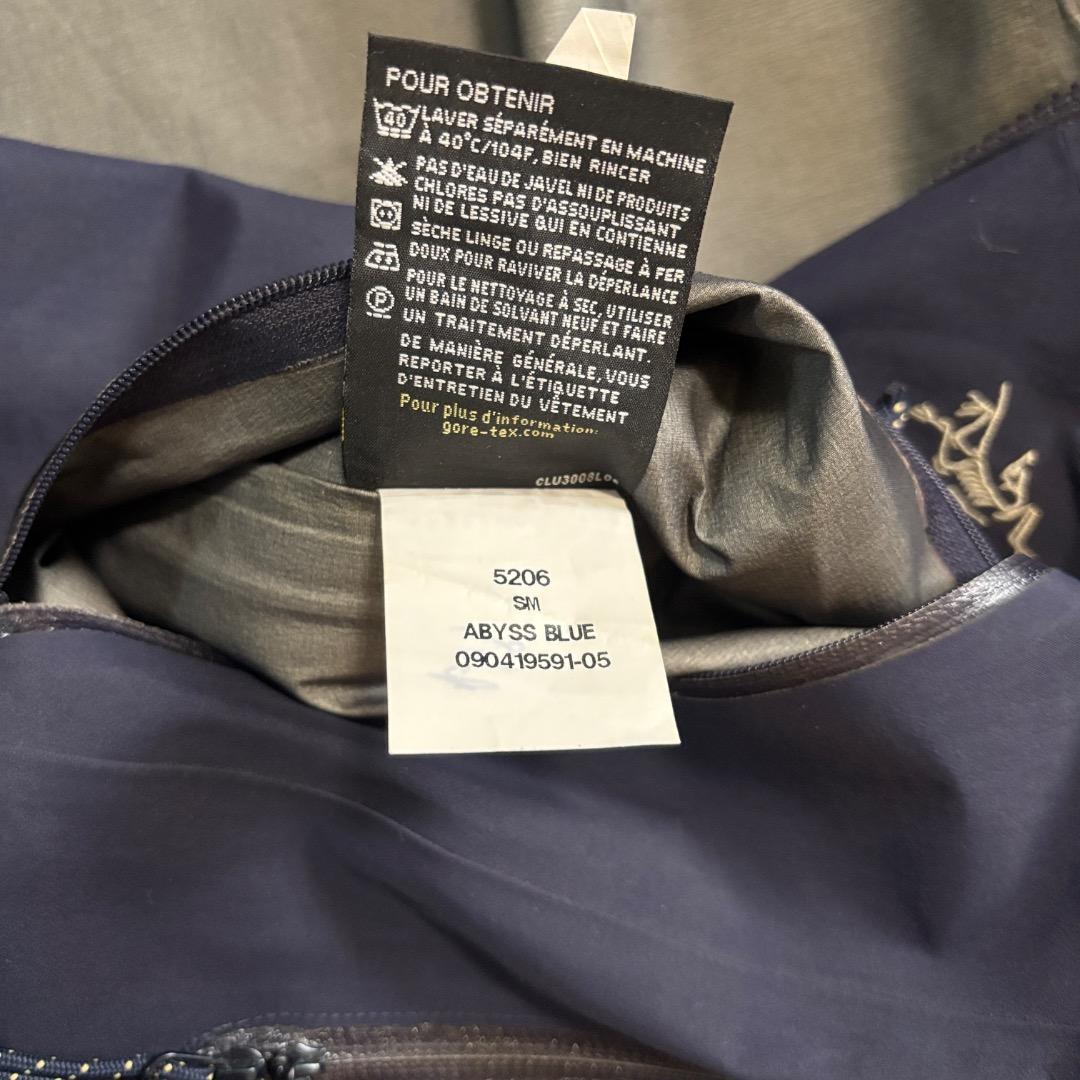 POUR OBTENIR
40
LAVER SÉPARÉMENT EN MACHINE
À 40°C/104F, BIEN RINCER
PAS D'EAU DE JAVEL NI DE PRODUITS
CHLORES PAS D'ASSOUPLISSANT
NI DE LESSIVE QUI EN CONTIENNE
SÈCHE LINGE OU REPASSAGE À FER
DOUX POUR RAVIVER LA DÉPERLANCE
P
POUR LE NETTOYAGE À SEC, UTILISER
UN BAIN DE SOLVANT NEUF ET FAIRE
UN TRAITEMENT DÉPERLANT.
DE MANIÈRE GÉNÉRALE, VOUS
REPORTER À L'ÉTIQUETTE
D'ENTRETIEN DU VÊTEMENT
Pour plus d'information:
gore-tex.com
5206
SM
ABYSS BLUE
090419591-05